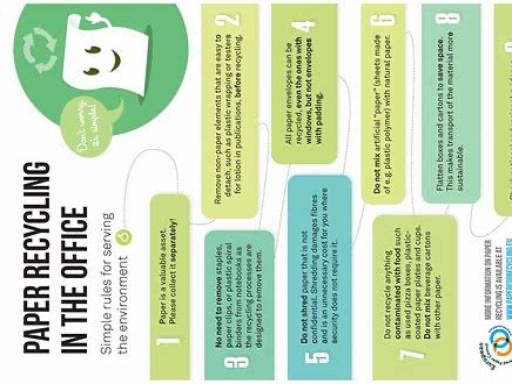 PAPER RECYCLING
IN THE OFFICE
Simple rules for serving
the environment
Don't worry,
it's simple!
1
Paper is a valuable asset.
Please collect it separately!
2
Remove non-paper elements that are easy to
detach, such as plastic wrapping or testers
for lotion in publications, before recycling.
3
No need to remove staples,
paper clips, or plastic spiral
binders from notebooks as
the recycling processes are
designed to remove them.
4
All paper envelopes can be
recycled, even the ones with
windows, but not envelopes
with padding.
5
Do not shred paper that is not
confidential. Shredding damages fibres
and is an unnecessary cost for you where
security does not require it.
6
Do not mix artificial "paper" (sheets made
of e.g. plastic polymer) with natural paper.
7
Do not recycle anything
contaminated with food such
as used pizza boxes, plastic-
coated paper plates and cups.
Do not mix beverage cartons
with other paper.
8
Flatten boxes and cartons to save space.
This makes transport of the material more
sustainable.
MORE INFORMATION ON PAPER
RECYCLING IS AVAILABLE AT
WWW.PAPERFORRECYCLING.EU